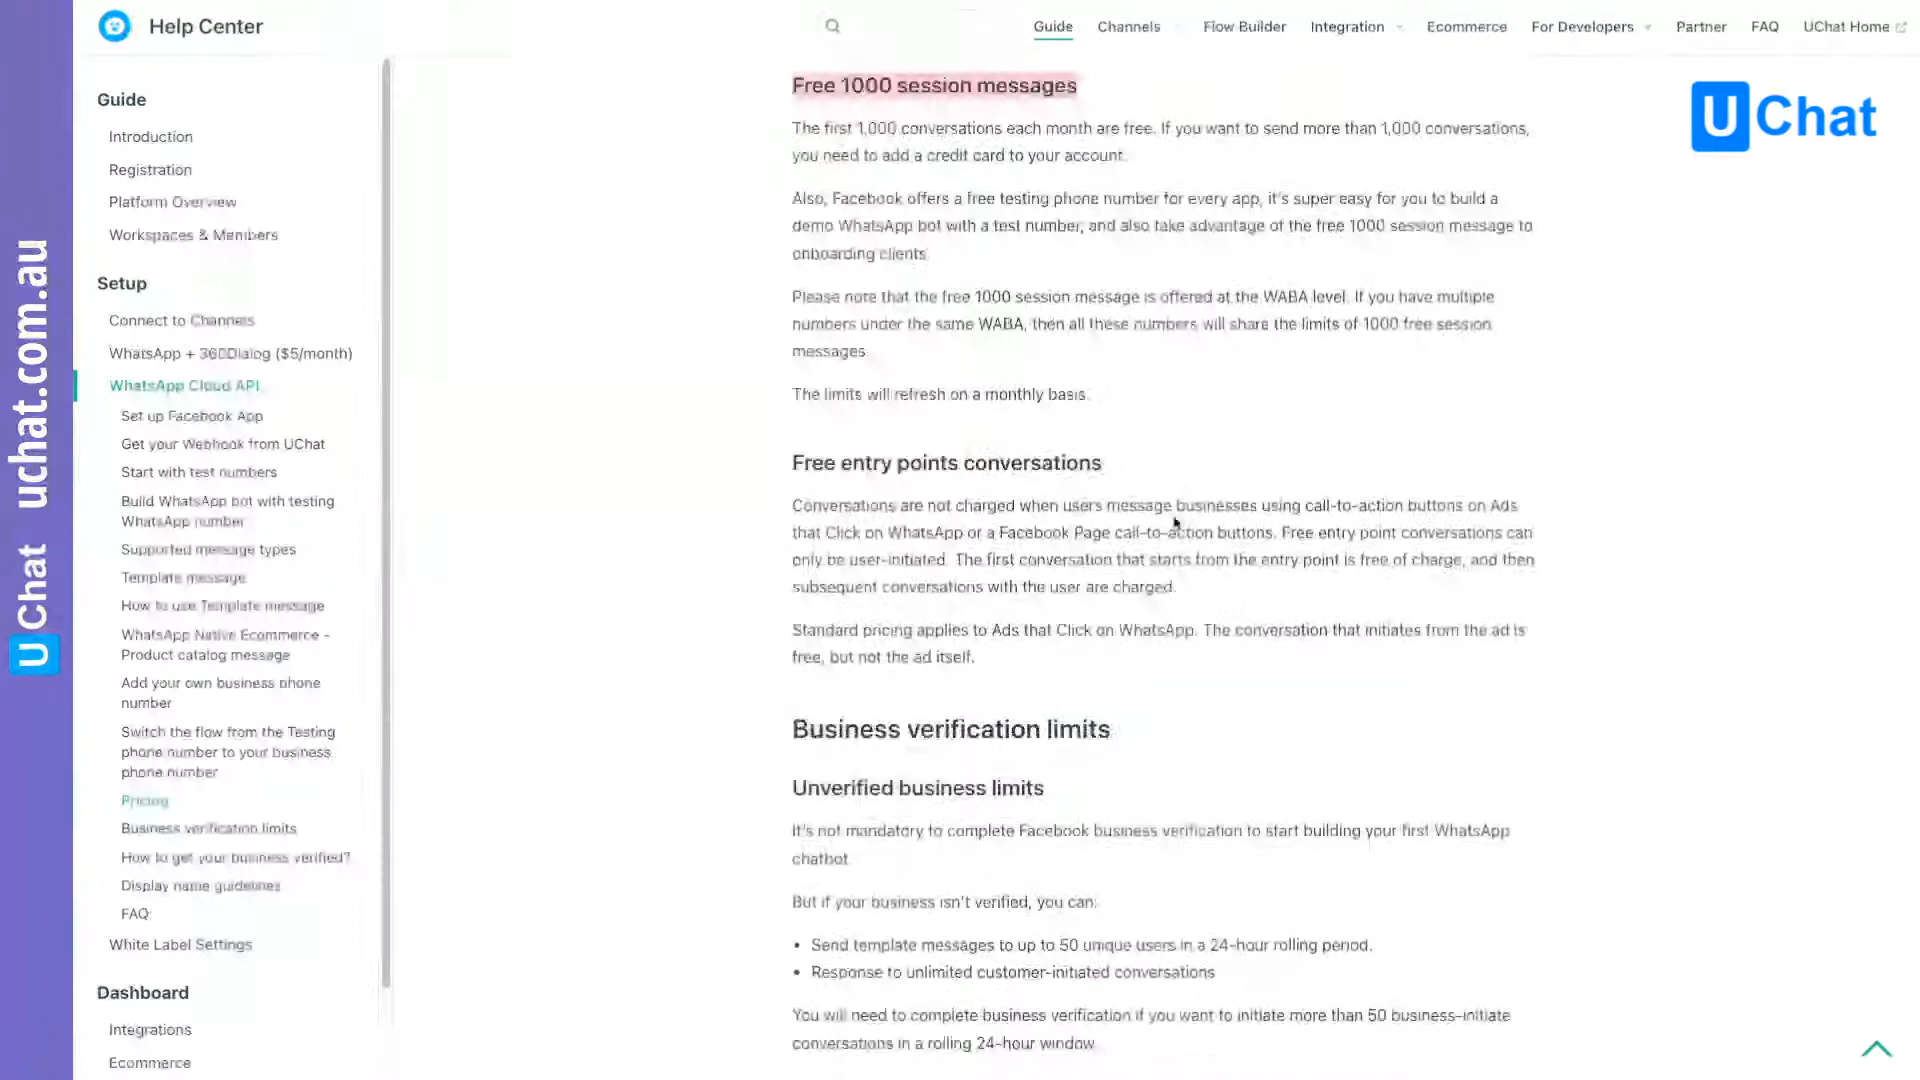 Help Center
Guide Channels Flow Builder Integration Ecommerce For Developers Partner FAQ UChat Home
UChat
UChat uchat.com.au
Guide
Introduction
Registration
Platform Overview
Workspaces & Members
Setup
Connect to Channels
WhatsApp + 360Dialog ($5/month)
WhatsApp Cloud API
Set up Facebook App
Get your Webhook from UChat
Start with test numbers
Build WhatsApp bot with testing
WhatsApp number
Supported message types
Template message
How to use Template message
WhatsApp Native Ecommerce -
Product catalog message
Add your own business phone
number
Switch the flow from the Testing
phone number to your business
phone number
Pricing
Business verification limits
How to get your business verified?
Display name guidelines
FAQ
White Label Settings
Dashboard
Integrations
Ecommerce
Free 1000 session messages
The first 1,000 conversations each month are free. If you want to send more than 1,000 conversations,
you need to add a credit card to your account.
Also, Facebook offers a free testing phone number for every app, it's super easy for you to build a
demo WhatsApp bot with a test number, and also take advantage of the free 1000 session message to
onboarding clients.
Please note that the free 1000 session message is offered at the WABA level. If you have multiple
numbers under the same WABA, then all these numbers will share the limits of 1000 free session
messages.
The limits will refresh on a monthly basis.
Free entry points conversations
Conversations are not charged when users message businesses using call-to-action buttons on Ads
that Click on WhatsApp or a Facebook Page call-to-action buttons. Free entry point conversations can
only be user-initiated. The first conversation that starts from the entry point is free of charge, and then
subsequent conversations with the user are charged.
Standard pricing applies to Ads that Click on WhatsApp. The conversation that initiates from the ad is
free, but not the ad itself.
Business verification limits
Unverified business limits
It's not mandatory to complete Facebook business verification to start building your first WhatsApp
chatbot.
But if your business isn't verified, you can:
• Send template messages to up to 50 unique users in a 24-hour rolling period.
• Response to unlimited customer-initiated conversations
You will need to complete business verification if you want to initiate more than 50 business-initiate
conversations in a rolling 24-hour window.